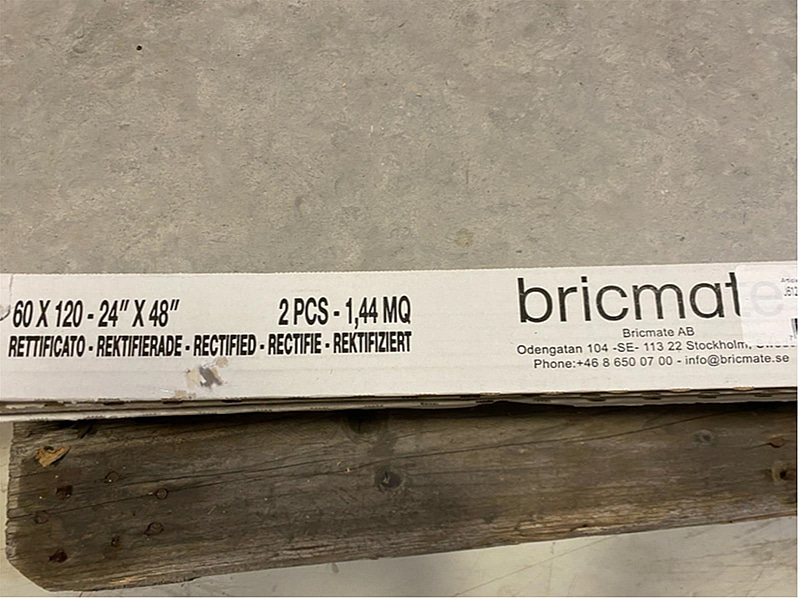 60 X 120 - 24" X 48"
2 PCS - 1,44 MQ
RETTIFICATO - REKTIFIERADE - RECTIFIED - RECTIFIE - REKTIFIZIERT
bricmate
Bricmate AB
Odengatan 104 -SE- 113 22 Stockholm,
Phone:+46 8 650 07 00 - info@bricmate.se